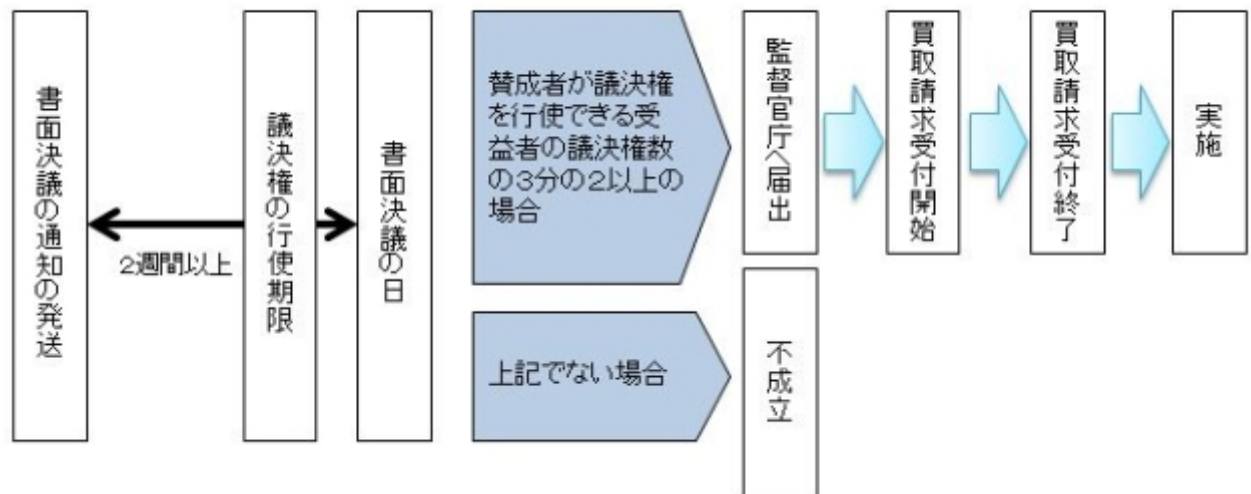 書面決議の通知の発送
2週間以上
議決権の行使期限
書面決議の日
賛成者が議決権
を行使できる受
益者の議決権数
の3分の2以上の
場合
監督官庁へ届出
買取請求受付開始
買取請求受付終了
実施
上記でない場合
不成立